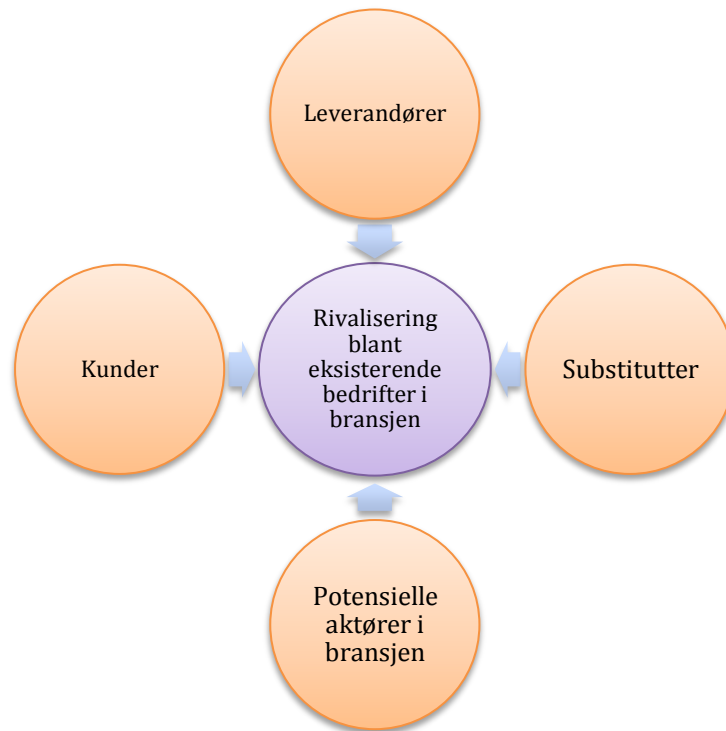 Leverandører
Kunder
Rivalisering
blant
eksisterende
bedrifter i
bransjen
Substitutter
Potensielle
aktører i
bransjen